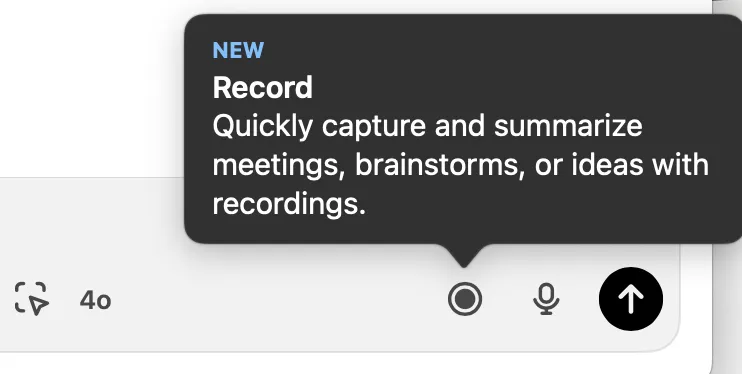 NEW
Record
Quickly capture and summarize
meetings, brainstorms, or ideas with
recordings.
4o